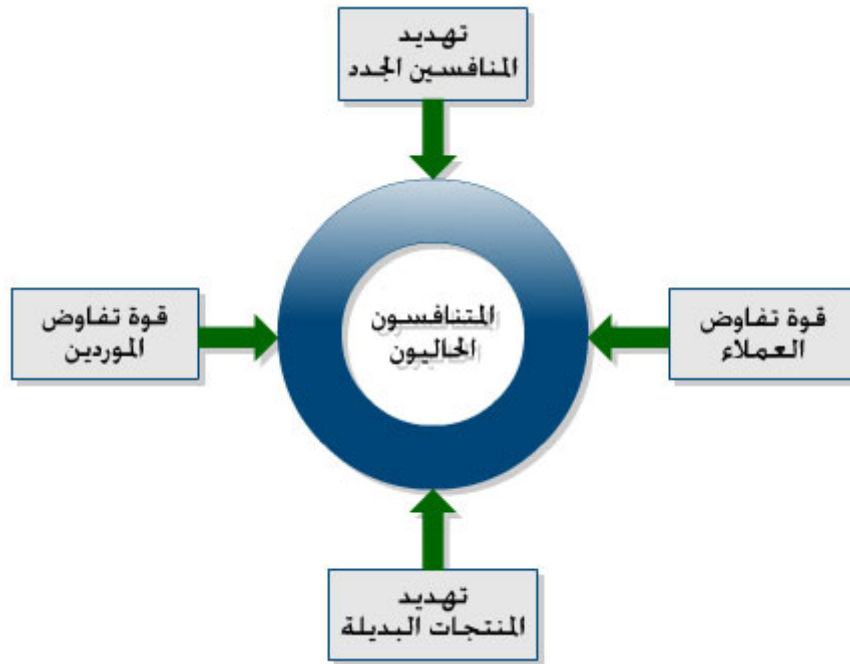 تهديد
المنافسين الجدد
المتنافسون
الحاليون
قوة تفاوض
العملاء
قوة تفاوض
الموردين
تهديد
المنتجات البديلة